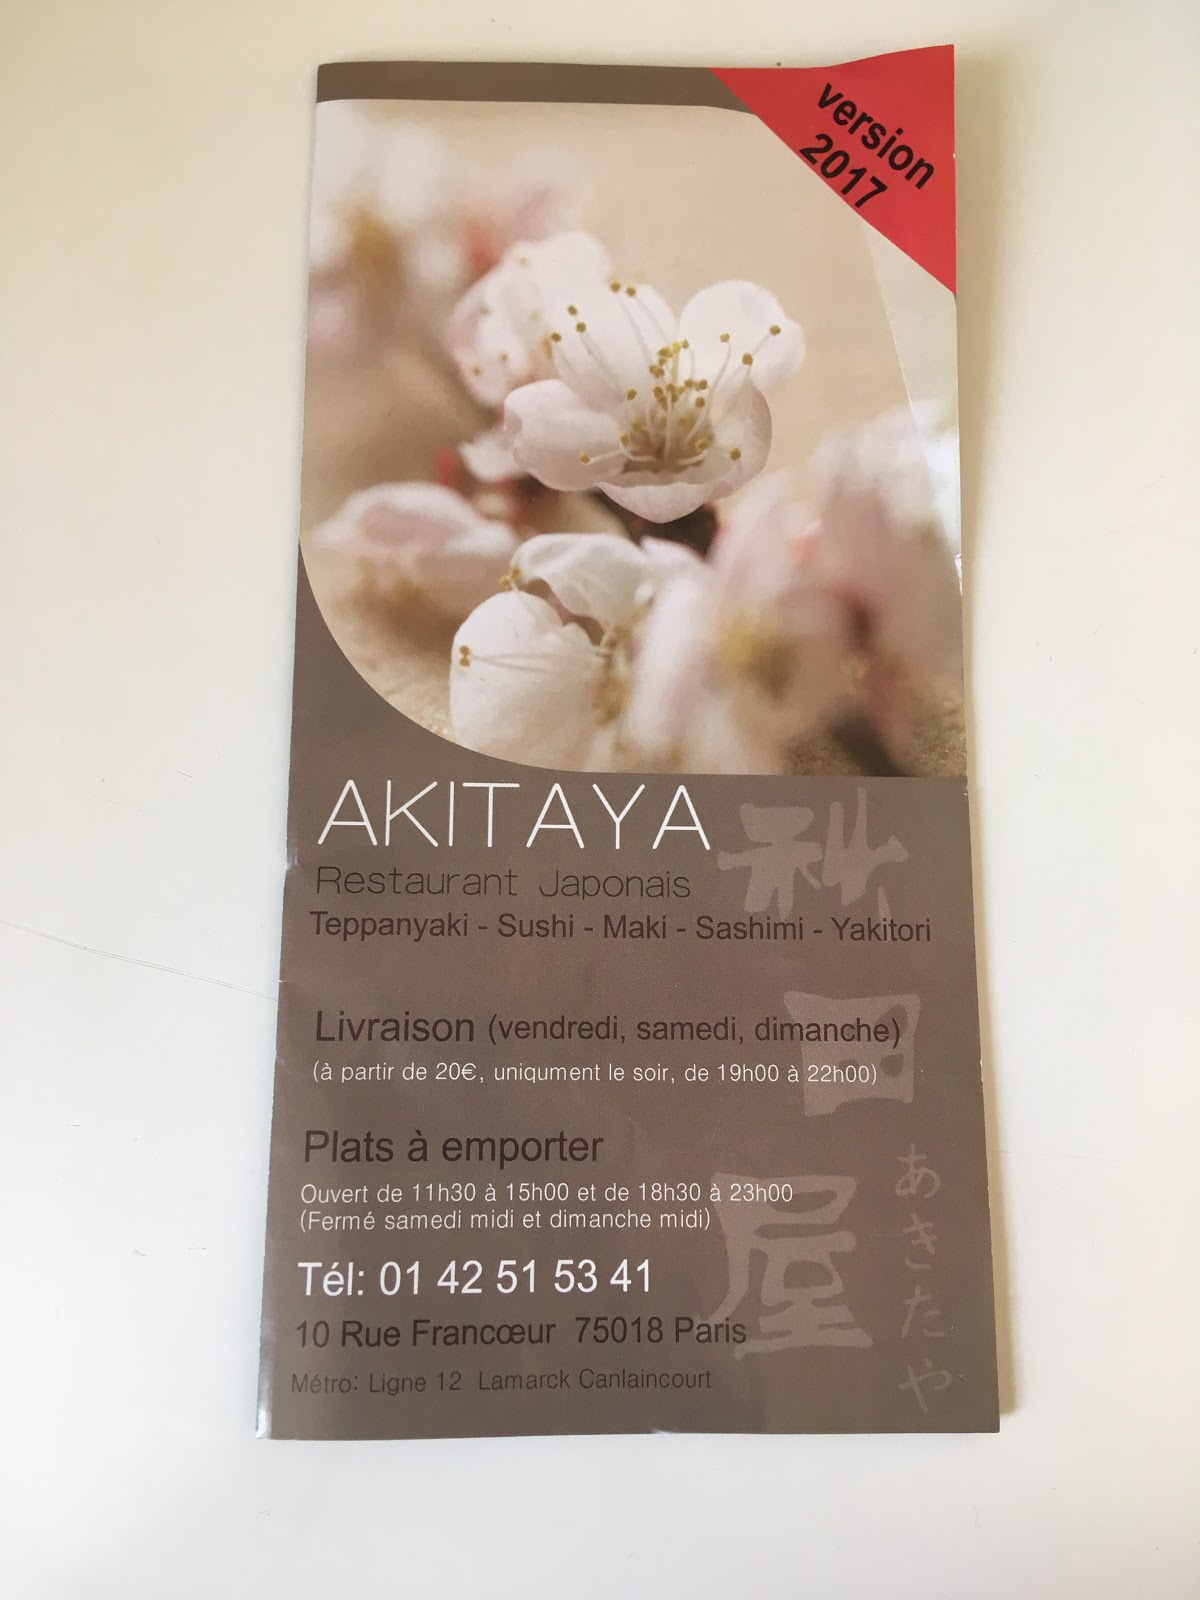 version
2017
AKITAYA
Restaurant Japonais
Teppanyaki - Sushi - Maki - Sashimi - Yakitori
Livraison (vendredi, samedi, dimanche)
(à partir de 20€, uniqument le soir, de 19h00 à 22h00)
Plats à emporter
Ouvert de 11h30 à 15h00 et de 18h30 à 23h00
(Fermé samedi midi et dimanche midi)
Tél: 01 42 51 53 41
10 Rue Francœur 75018 Paris
Métro: Ligne 12 Lamarck Canlaincourt
秋田屋
あきたや